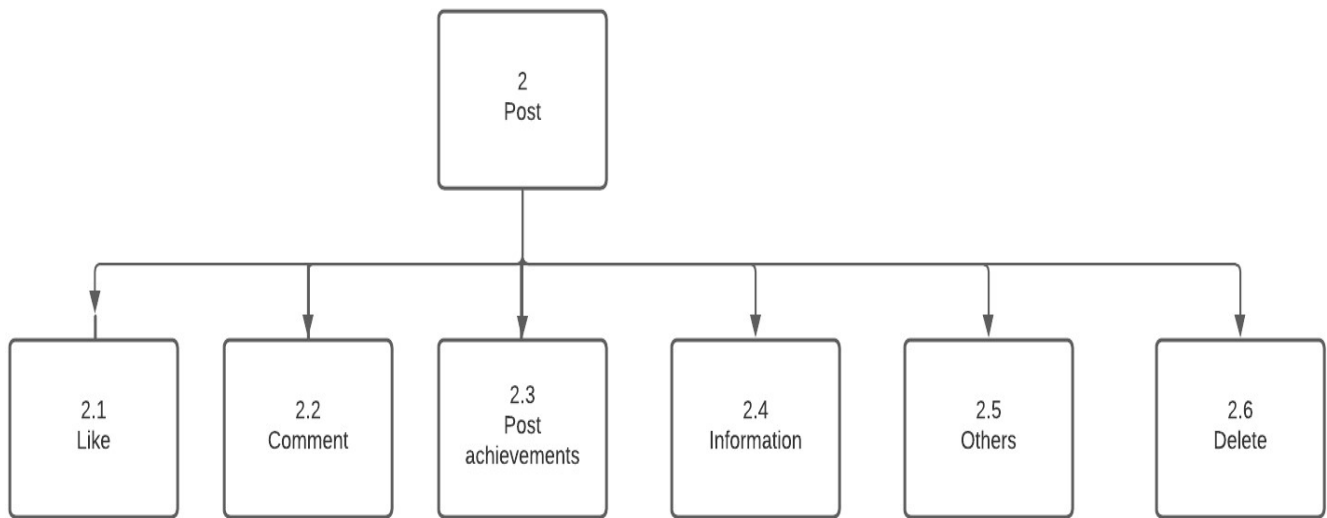 2
Post
2.1
Like
2.2
Comment
2.3
Post
achievements
2.4
Information
2.5
Others
2.6
Delete